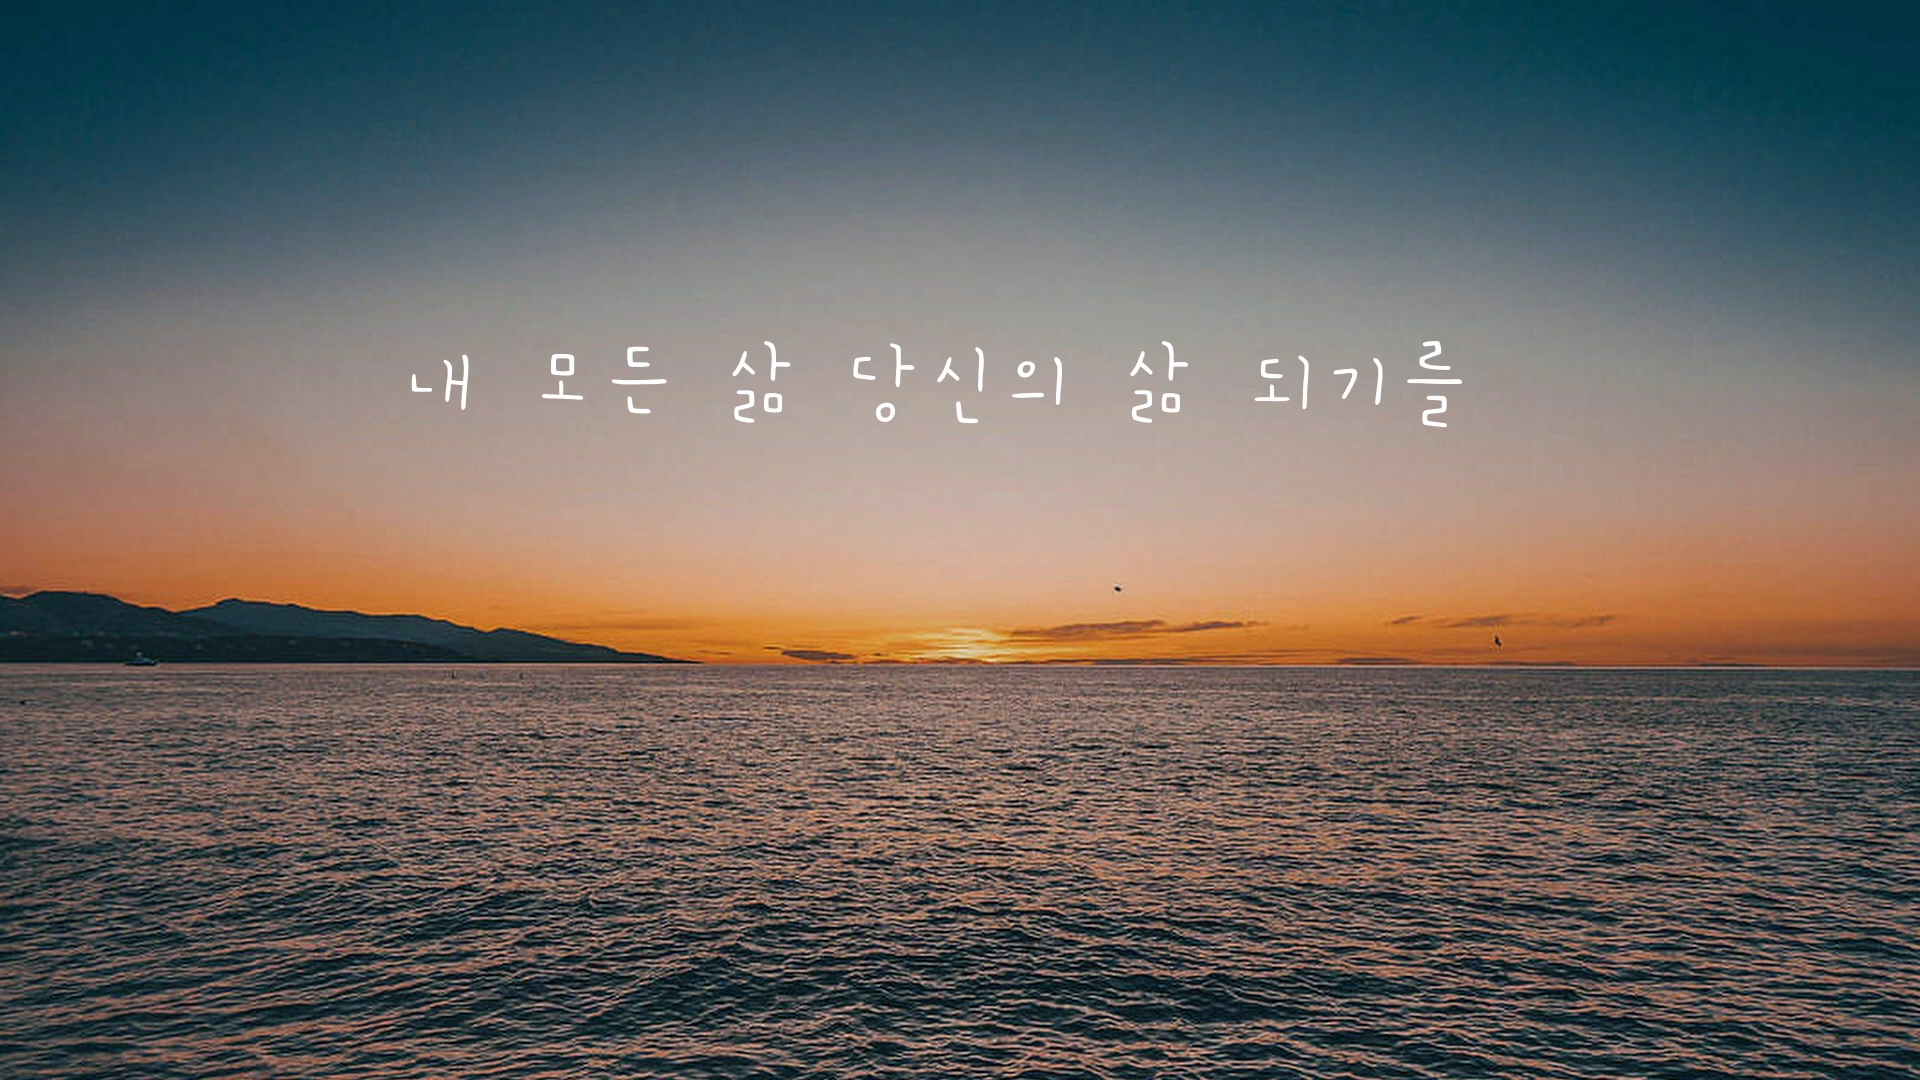 내 모든 삶 당신의 삶 되기를